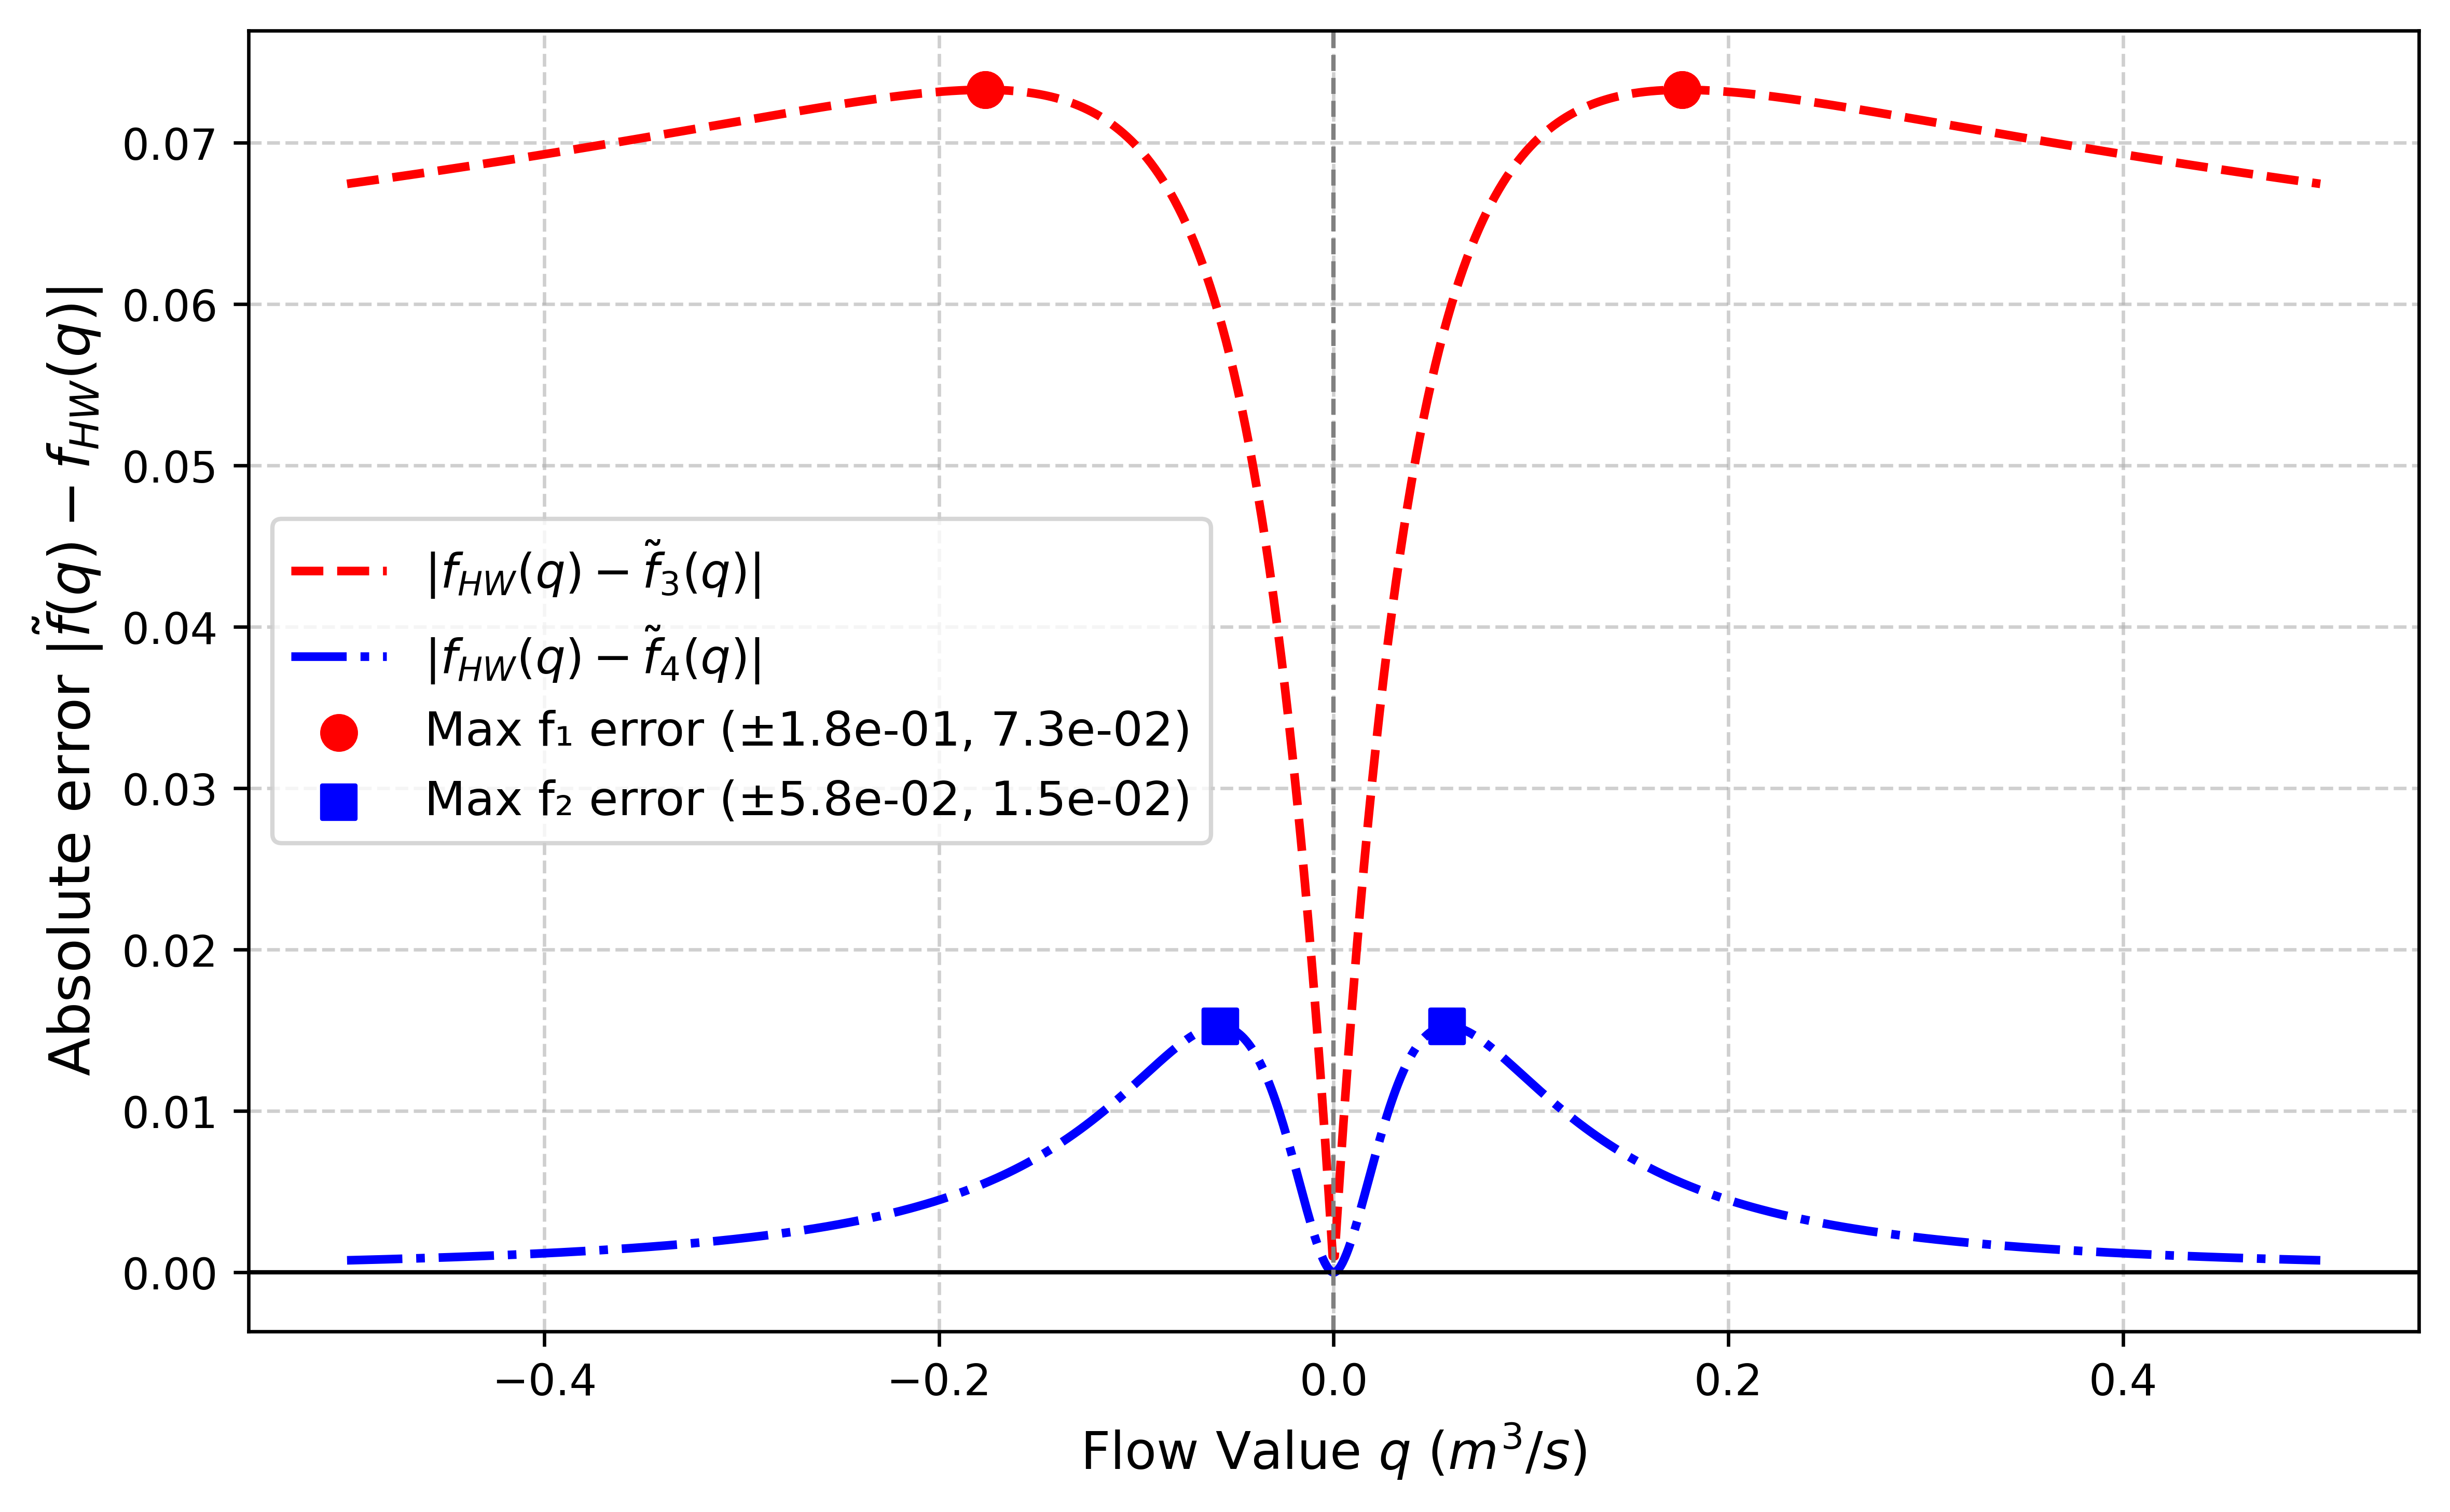 Absolute error |f̃(q) − f_HW(q)|
0.07
0.06
0.05
0.04
0.03
0.02
0.01
0.00
|f_HW(q) − f̃₃(q)|
|f_HW(q) − f̃₄(q)|
Max f₁ error (±1.8e-01, 7.3e-02)
Max f₂ error (±5.8e-02, 1.5e-02)
−0.4 −0.2 0.0 0.2 0.4
Flow Value q (m³/s)